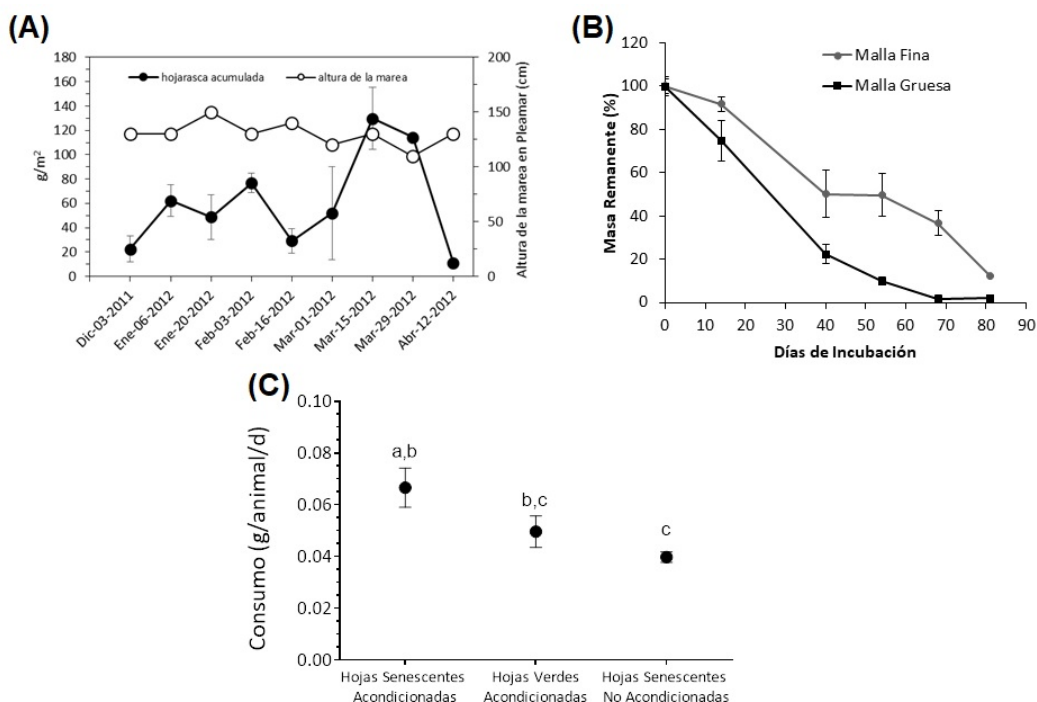 (A)
180
160
140
120
100
80
60
40
20
0
g/m²
hojarasca acumulada
altura de la marea
200
150
100
50
0
Altura de la marea en Pleamar (cm)
Dic-03-2011
Ene-06-2012
Ene-20-2012
Feb-03-2012
Feb-16-2012
Mar-01-2012
Mar-15-2012
Mar-29-2012
Abr-12-2012
(B)
120
100
80
60
40
20
0
Masa Remanente (%)
Malla Fina
Malla Gruesa
0 10 20 30 40 50 60 70 80 90
Días de Incubación
(C)
0.10
0.08
0.06
0.04
0.02
0.00
Consumo (g/animal/d)
a,b
b,c
c
Hojas Senescentes
Acondicionadas
Hojas Verdes
Acondicionadas
Hojas Senescentes
No Acondicionadas